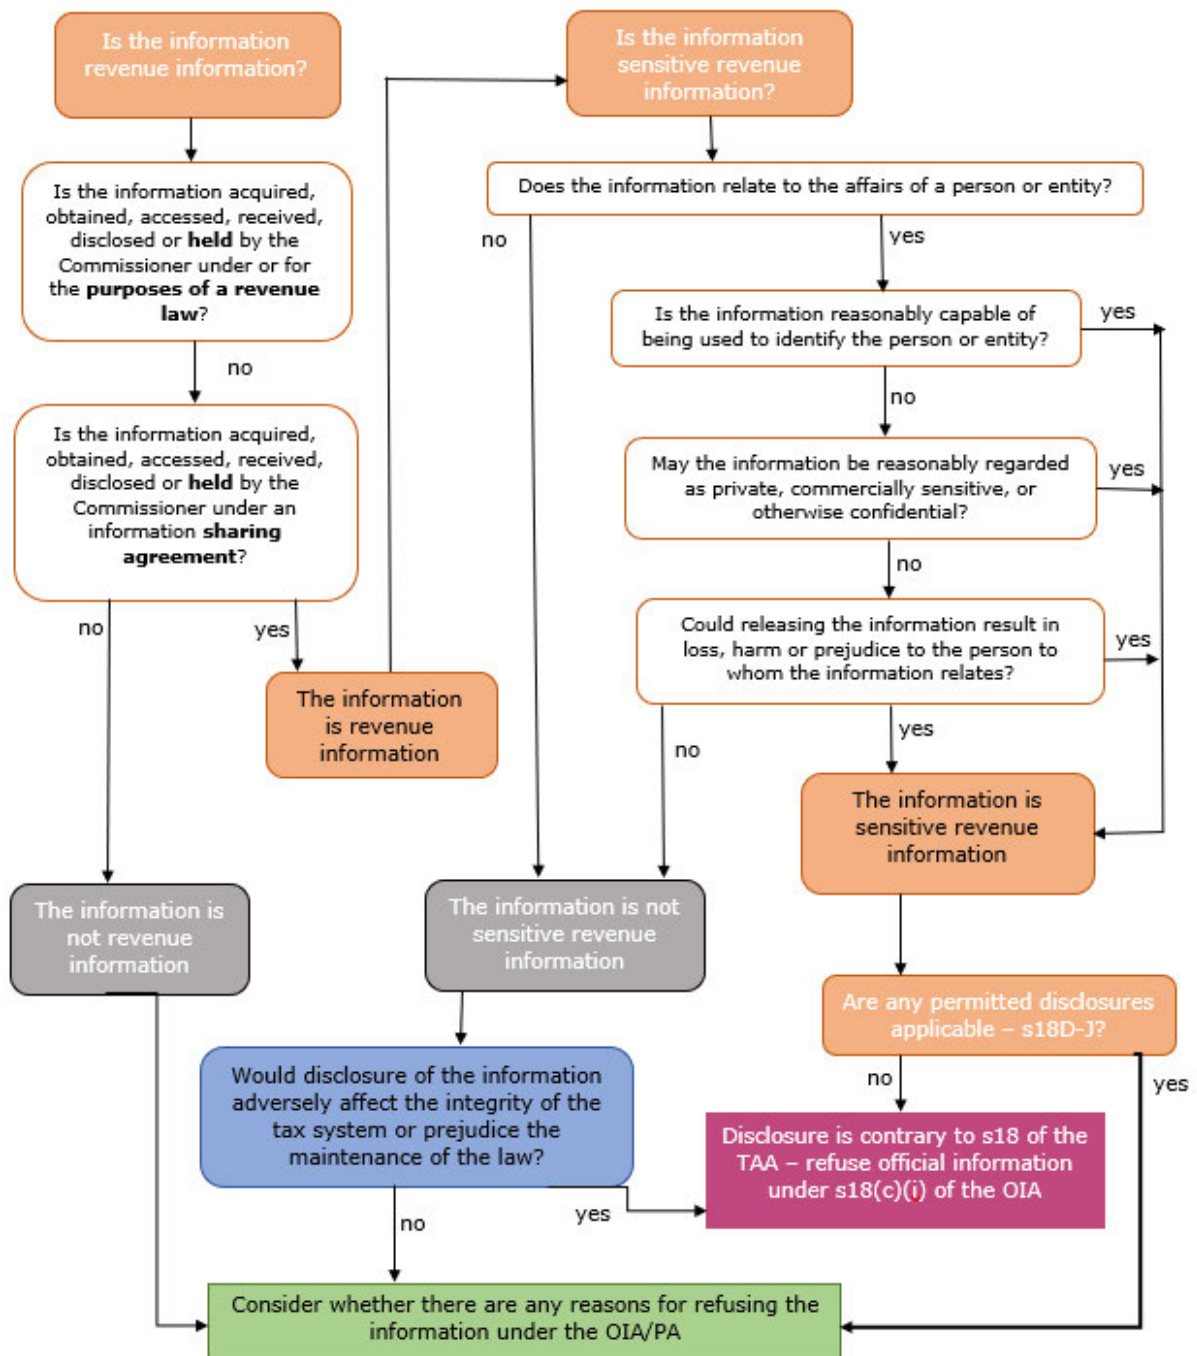 Is the information
revenue information?
Is the information acquired,
obtained, accessed, received,
disclosed or held by the
Commissioner under or for
the purposes of a revenue
law?
no
Is the information acquired,
obtained, accessed, received,
disclosed or held by the
Commissioner under an
information sharing
agreement?
no
yes
The information
is revenue
information
The information is
not revenue
information
Is the information
sensitive revenue
information?
Does the information relate to the affairs of a person or entity?
no
yes
Is the information reasonably capable of
being used to identify the person or entity?
yes
no
May the information be reasonably regarded
as private, commercially sensitive, or
otherwise confidential?
yes
no
Could releasing the information result in
loss, harm or prejudice to the person to
whom the information relates?
yes
no
yes
The information is
sensitive revenue
information
The information is not
sensitive revenue
information
Are any permitted disclosures
applicable – s18D-J?
no
yes
Would disclosure of the information
adversely affect the integrity of the
tax system or prejudice the
maintenance of the law?
no
yes
Disclosure is contrary to s18 of the
TAA – refuse official information
under s18(c)(i) of the OIA
Consider whether there are any reasons for refusing the
information under the OIA/PA